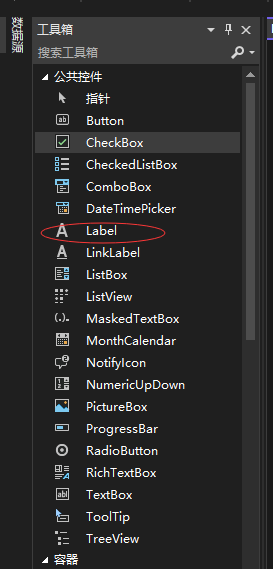 数据源
工具箱
搜索工具箱
公共控件
指针
Button
CheckBox
CheckedListBox
ComboBox
DateTimePicker
Label
LinkLabel
ListBox
ListView
MaskedTextBox
MonthCalendar
NotifyIcon
NumericUpDown
PictureBox
ProgressBar
RadioButton
RichTextBox
TextBox
ToolTip
TreeView
容器